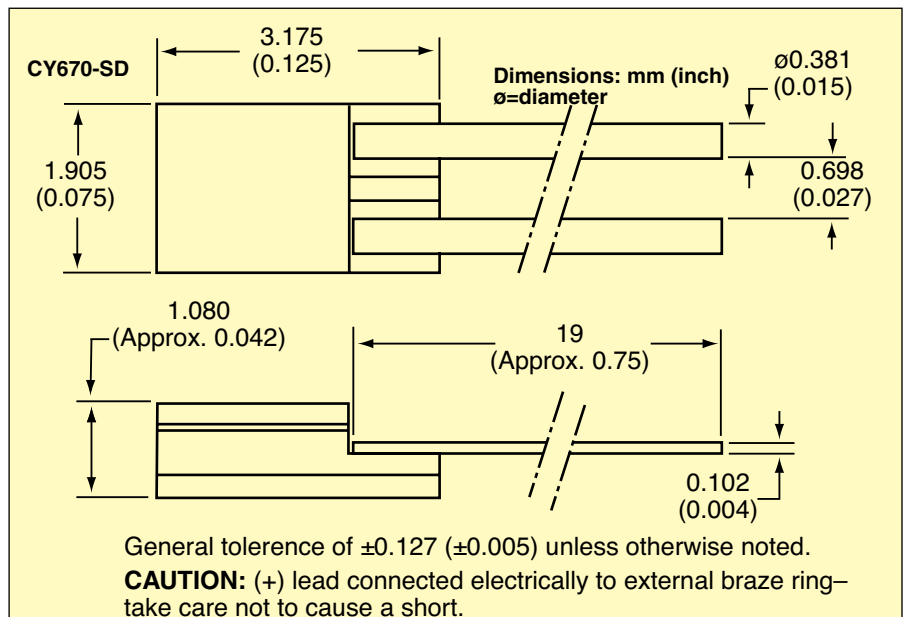 CY670-SD
3.175
(0.125)
Dimensions: mm (inch)
ø=diameter
ø0.381
(0.015)
1.905
(0.075)
0.698
(0.027)
1.080
(Approx. 0.042)
19
(Approx. 0.75)
0.102
(0.004)
General tolerence of ±0.127 (±0.005) unless otherwise noted.
CAUTION: (+) lead connected electrically to external braze ring–
take care not to cause a short.